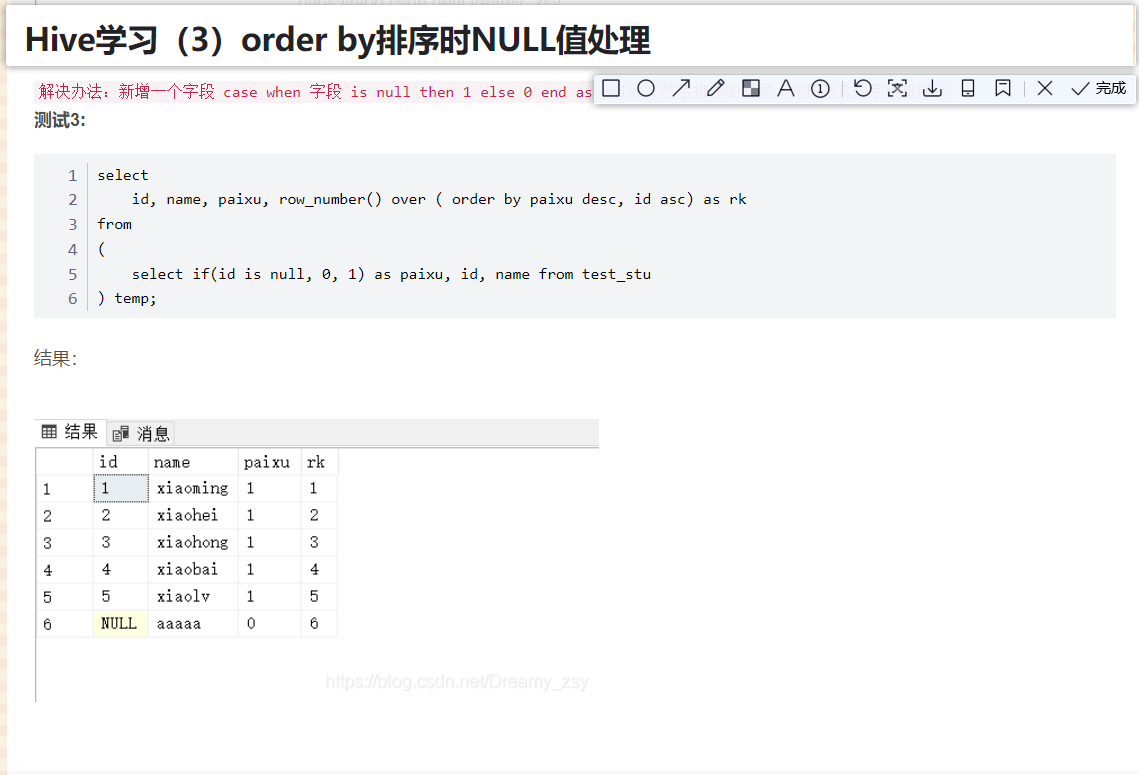 Hive学习（3）order by排序时NULL值处理
解决办法：新增一个字段 case when 字段 is null then 1 else 0 end as
完成
测试3:
1 select
2 id, name, paixu, row_number() over ( order by paixu desc, id asc) as rk
3 from
4 (
5 select if(id is null, 0, 1) as paixu, id, name from test_stu
6 ) temp;
结果：
结果 消息
id name paixu rk
1 1 xiaoming 1 1
2 2 xiaohei 1 2
3 3 xiaohong 1 3
4 4 xiaobai 1 4
5 5 xiaolv 1 5
6 NULL aaaaa 0 6
https://blog.csdn.net/Dreamy_zsy